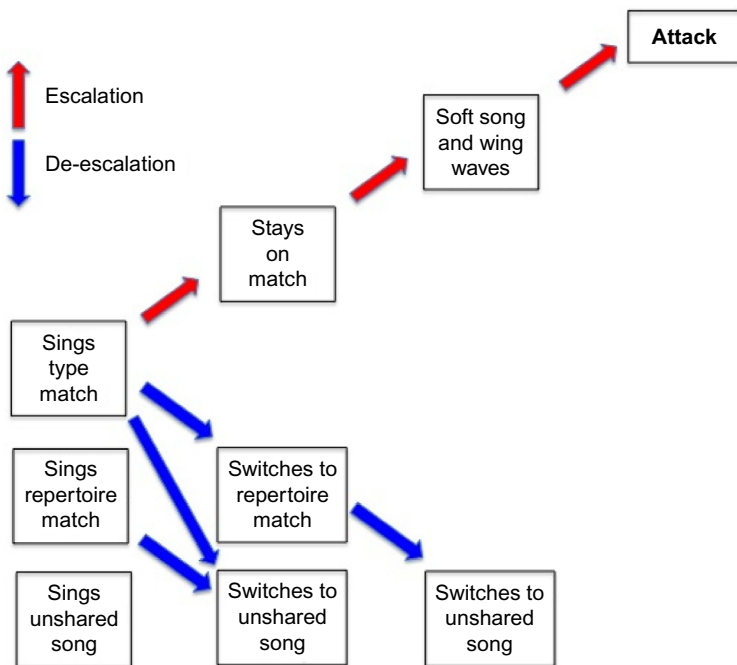 Attack
Escalation
De-escalation
Soft song
and wing
waves
Stays
on
match
Sings
type
match
Sings
repertoire
match
Switches to
repertoire
match
Sings
unshared
song
Switches to
unshared
song
Switches to
unshared
song